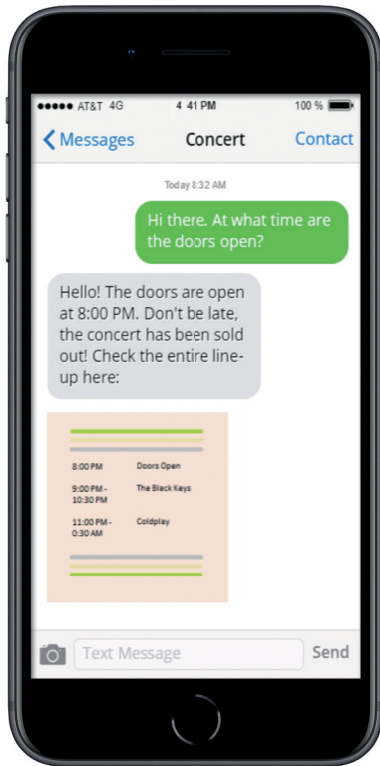 AT&T 4G 4 41 PM 100 %
Messages Concert Contact
Today 8:32 AM
Hi there. At what time are
the doors open?
Hello! The doors are open
at 8:00 PM. Don't be late,
the concert has been sold
out! Check the entire line-
up here:
8:00 PM Doors Open
9:00 PM - The Black Keys
10:30 PM
11:00 PM - Coldplay
0:30 AM
Text Message Send